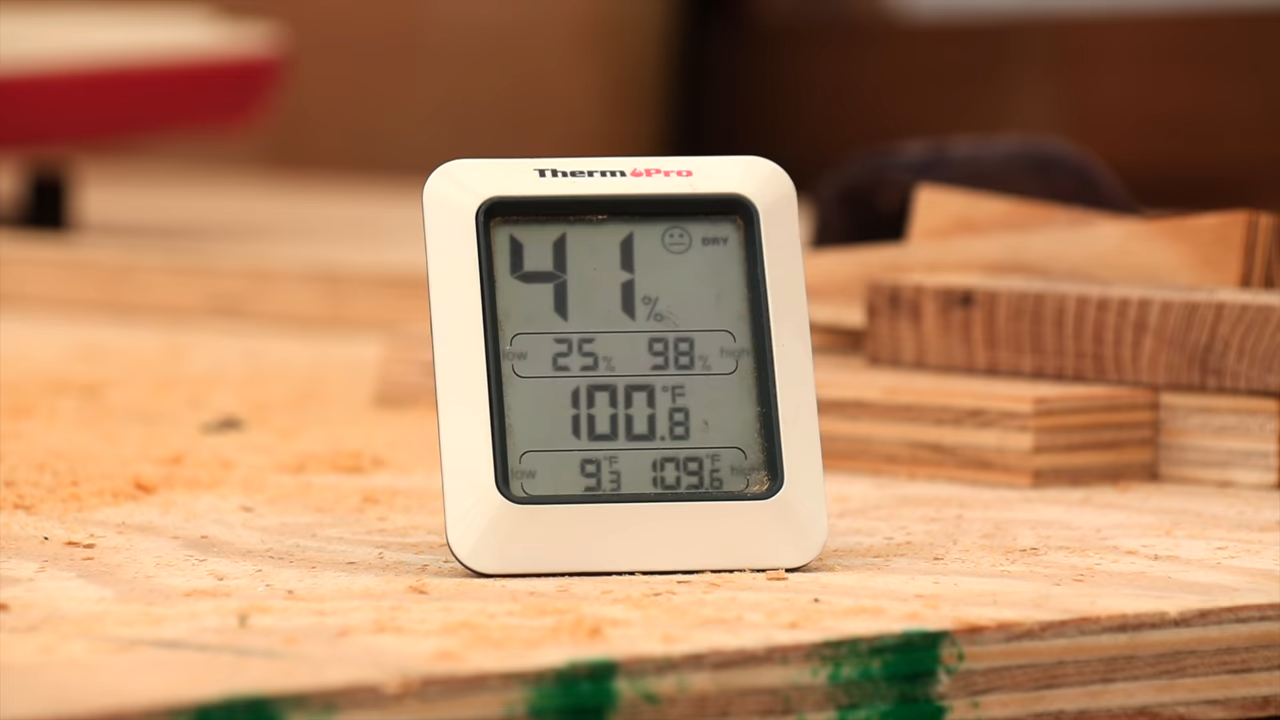 ThermoPro
41% DRY
low 25% 98% high
100.8°F
low 9.3°F 109.6°F high